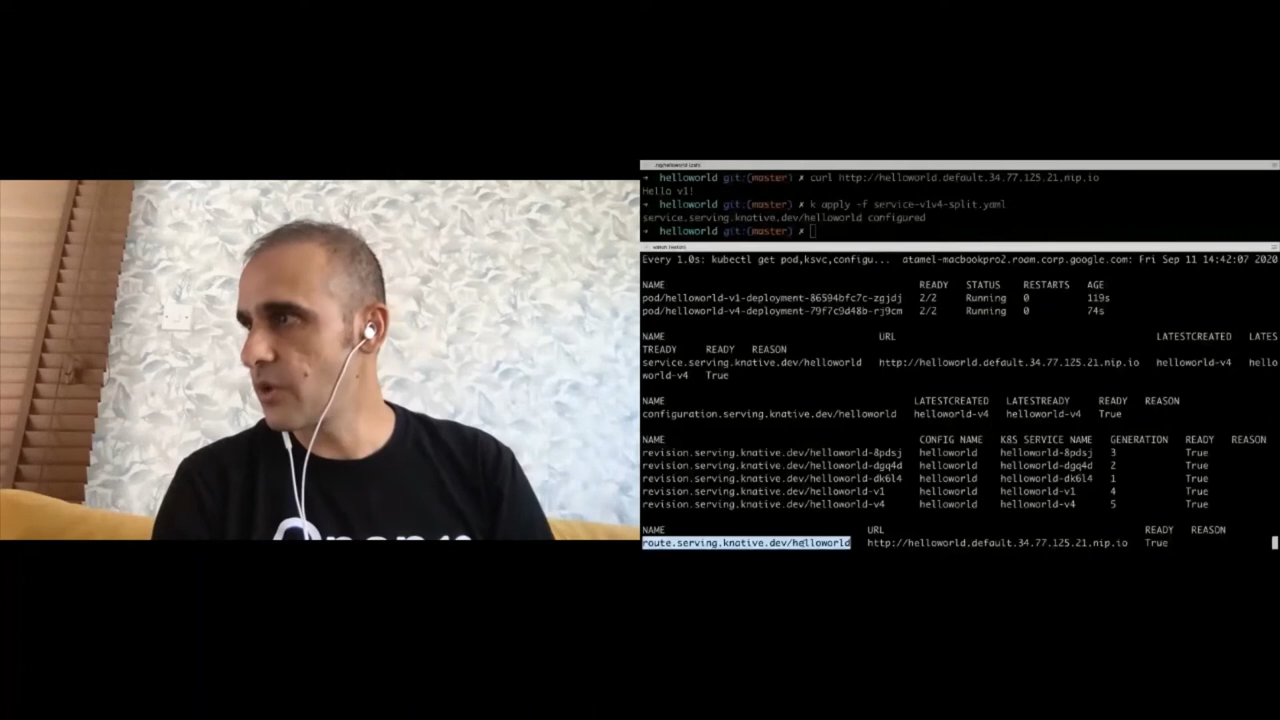 helloworld git:(master) ✗ curl http://helloworld.default.34.77.125.21.nip.io
Hello v1!
helloworld git:(master) ✗ k apply -f service-v1v4-split.yaml
service.serving.knative.dev/helloworld configured
helloworld git:(master) ✗
Every 1.0s: kubectl get pod,ksvc,configu... atamel-macbookpro2.roam.corp.google.com: Fri Sep 11 14:42:07 2020
NAME READY STATUS RESTARTS AGE
pod/helloworld-v1-deployment-86594bfc7c-zgjdj 2/2 Running 0 119s
pod/helloworld-v4-deployment-79f7c9d48b-rj9cm 2/2 Running 0 74s
NAME URL LATESTCREATED LATES
TREADY READY REASON
service.serving.knative.dev/helloworld http://helloworld.default.34.77.125.21.nip.io helloworld-v4 hello
world-v4 True
NAME LATESTCREATED LATESTREADY READY REASON
configuration.serving.knative.dev/helloworld helloworld-v4 helloworld-v4 True
NAME CONFIG NAME K8S SERVICE NAME GENERATION READY REASON
revision.serving.knative.dev/helloworld-8pdsj helloworld helloworld-8pdsj 3 True
revision.serving.knative.dev/helloworld-dgq4d helloworld helloworld-dgq4d 2 True
revision.serving.knative.dev/helloworld-dk6l4 helloworld helloworld-dk6l4 1 True
revision.serving.knative.dev/helloworld-v1 helloworld helloworld-v1 4 True
revision.serving.knative.dev/helloworld-v4 helloworld helloworld-v4 5 True
NAME URL READY REASON
route.serving.knative.dev/helloworld http://helloworld.default.34.77.125.21.nip.io True